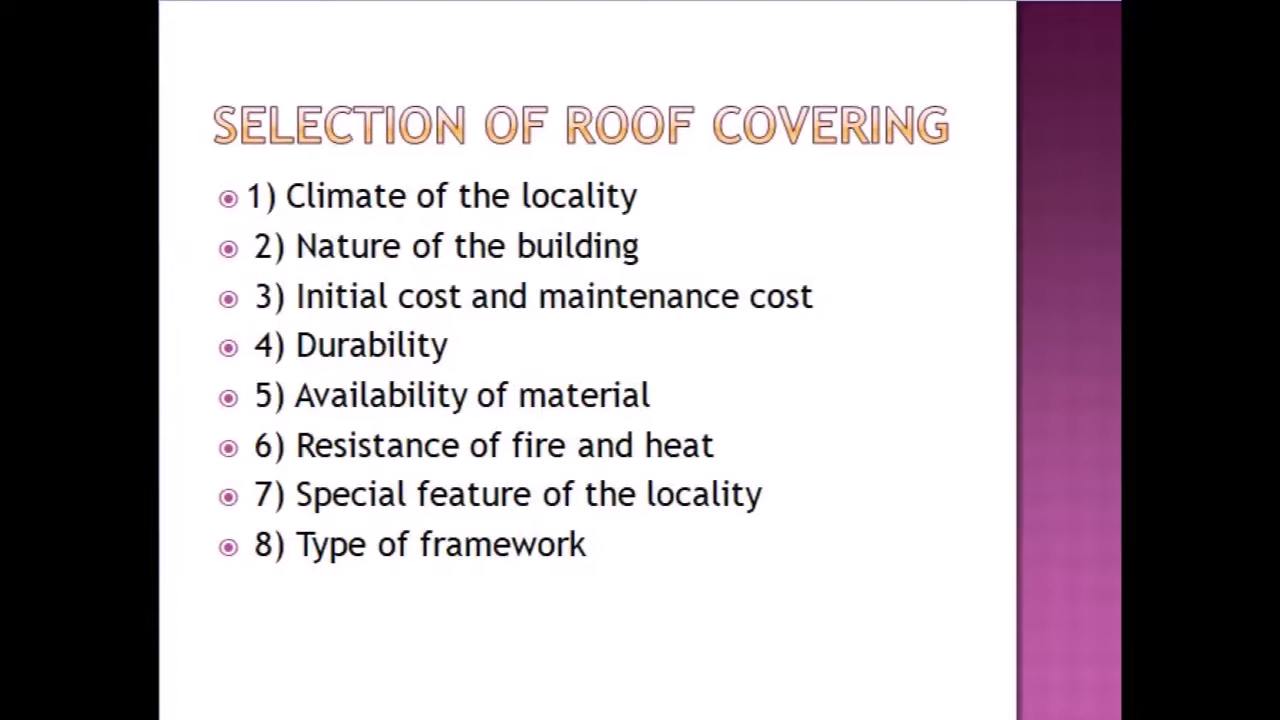 SELECTION OF ROOF COVERING
1) Climate of the locality
2) Nature of the building
3) Initial cost and maintenance cost
4) Durability
5) Availability of material
6) Resistance of fire and heat
7) Special feature of the locality
8) Type of framework